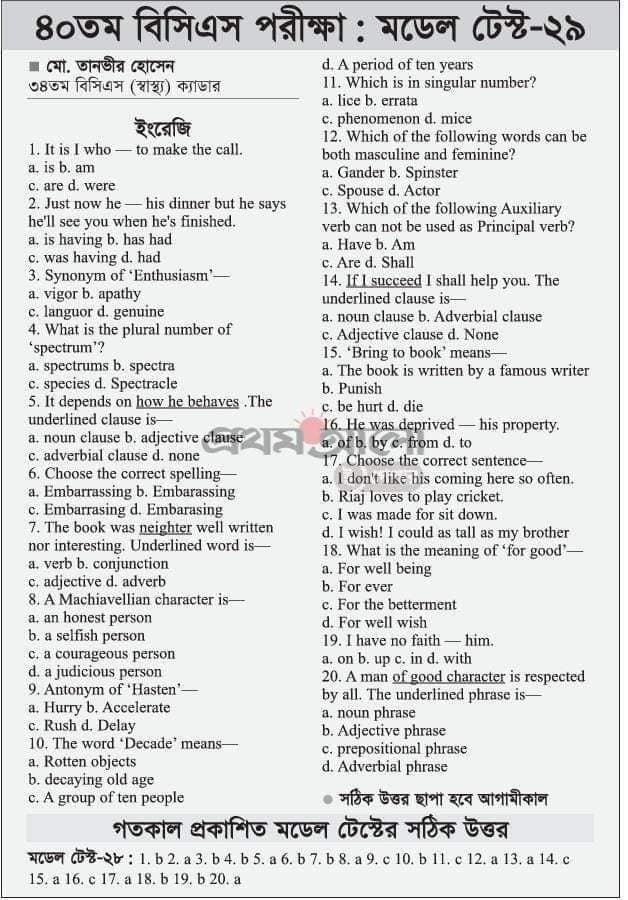 ৪০তম বিসিএস পরীক্ষা : মডেল টেস্ট-২৯
■ মো. তানভীর হোসেন
৩৪তম বিসিএস (স্বাস্থ্য) ক্যাডার
ইংরেজি
1. It is I who — to make the call.
a. is b. am
c. are d. were
2. Just now he — his dinner but he says
he'll see you when he's finished.
a. is having b. has had
c. was having d. had
3. Synonym of ‘Enthusiasm’—
a. vigor b. apathy
c. languor d. genuine
4. What is the plural number of
‘spectrum’?
a. spectrums b. spectra
c. species d. Spectracle
5. It depends on how he behaves .The
underlined clause is—
a. noun clause b. adjective clause
c. adverbial clause d. none
6. Choose the correct spelling—
a. Embarrassing b. Embarassing
c. Embarrasing d. Embarasing
7. The book was neighter well written
nor interesting. Underlined word is—
a. verb b. conjunction
c. adjective d. adverb
8. A Machiavellian character is—
a. an honest person
b. a selfish person
c. a courageous person
d. a judicious person
9. Antonym of ‘Hasten’—
a. Hurry b. Accelerate
c. Rush d. Delay
10. The word ‘Decade’ means—
a. Rotten objects
b. decaying old age
c. A group of ten people
d. A period of ten years
11. Which is in singular number?
a. lice b. errata
c. phenomenon d. mice
12. Which of the following words can be
both masculine and feminine?
a. Gander b. Spinster
c. Spouse d. Actor
13. Which of the following Auxiliary
verb can not be used as Principal verb?
a. Have b. Am
c. Are d. Shall
14. If I succeed I shall help you. The
underlined clause is—
a. noun clause b. Adverbial clause
c. Adjective clause d. None
15. ‘Bring to book’ means—
a. The book is written by a famous writer
b. Punish
c. be hurt d. die
16. He was deprived — his property.
a. of b. by c. from d. to
17. Choose the correct sentence—
a. I don't like his coming here so often.
b. Riaj loves to play cricket.
c. I was made for sit down.
d. I wish! I could as tall as my brother
18. What is the meaning of ‘for good’—
a. For well being
b. For ever
c. For the betterment
d. For well wish
19. I have no faith — him.
a. on b. up c. in d. with
20. A man of good character is respected
by all. The underlined phrase is—
a. noun phrase
b. Adjective phrase
c. prepositional phrase
d. Adverbial phrase
● সঠিক উত্তর ছাপা হবে আগামীকাল
প্রথম আলো
গতকাল প্রকাশিত মডেল টেস্টের সঠিক উত্তর
মডেল টেস্ট-২৮ : 1. b 2. a 3. b 4. b 5. a 6. b 7. b 8. a 9. c 10. b 11. c 12. a 13. a 14. c
15. a 16. c 17. a 18. b 19. b 20. a